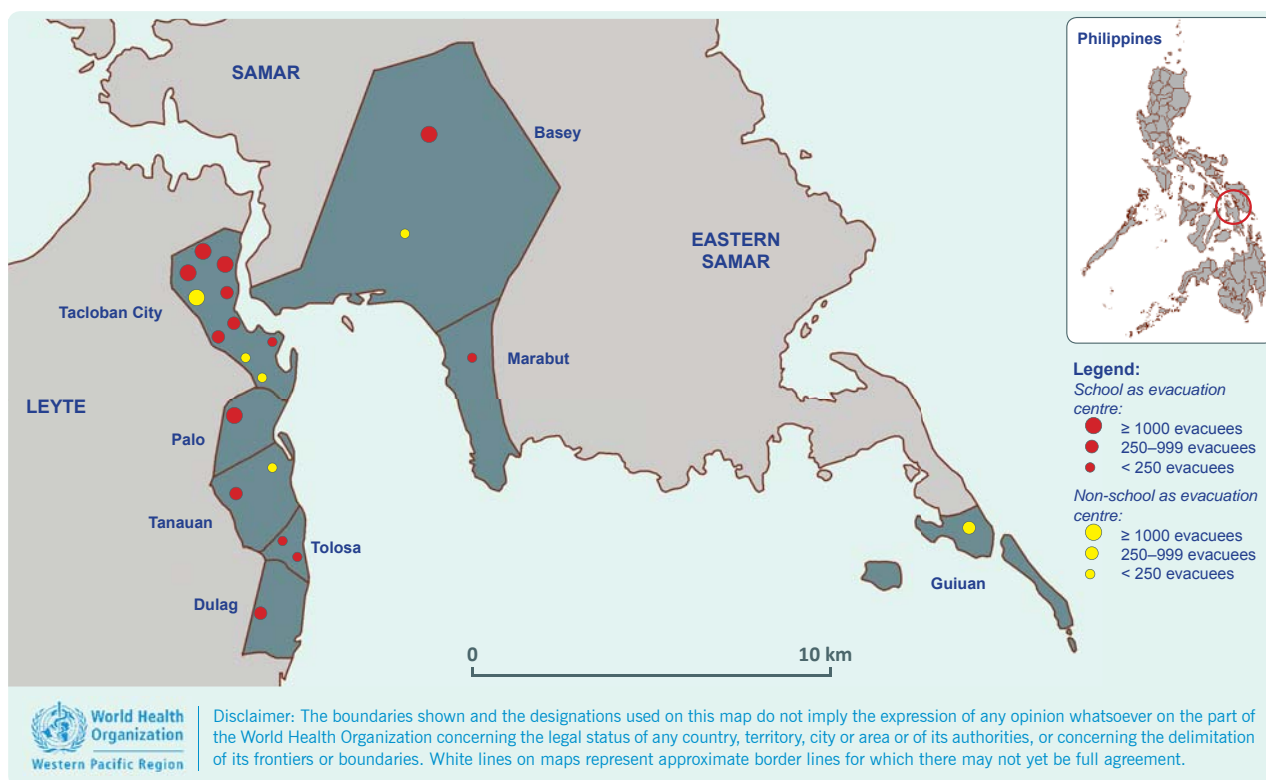 Philippines
SAMAR
Basey
EASTERN
SAMAR
Tacloban City
Marabut
LEYTE
Palo
Tanauan
Tolosa
Guiuan
Dulag
Legend:
School as evacuation
centre:
≥ 1000 evacuees
250–999 evacuees
< 250 evacuees
Non-school as evacuation
centre:
≥ 1000 evacuees
250–999 evacuees
< 250 evacuees
0 10 km
World Health
Organization
Western Pacific Region
Disclaimer: The boundaries shown and the designations used on this map do not imply the expression of any opinion whatsoever on the part of
the World Health Organization concerning the legal status of any country, territory, city or area or of its authorities, or concerning the delimitation
of its frontiers or boundaries. White lines on maps represent approximate border lines for which there may not yet be full agreement.